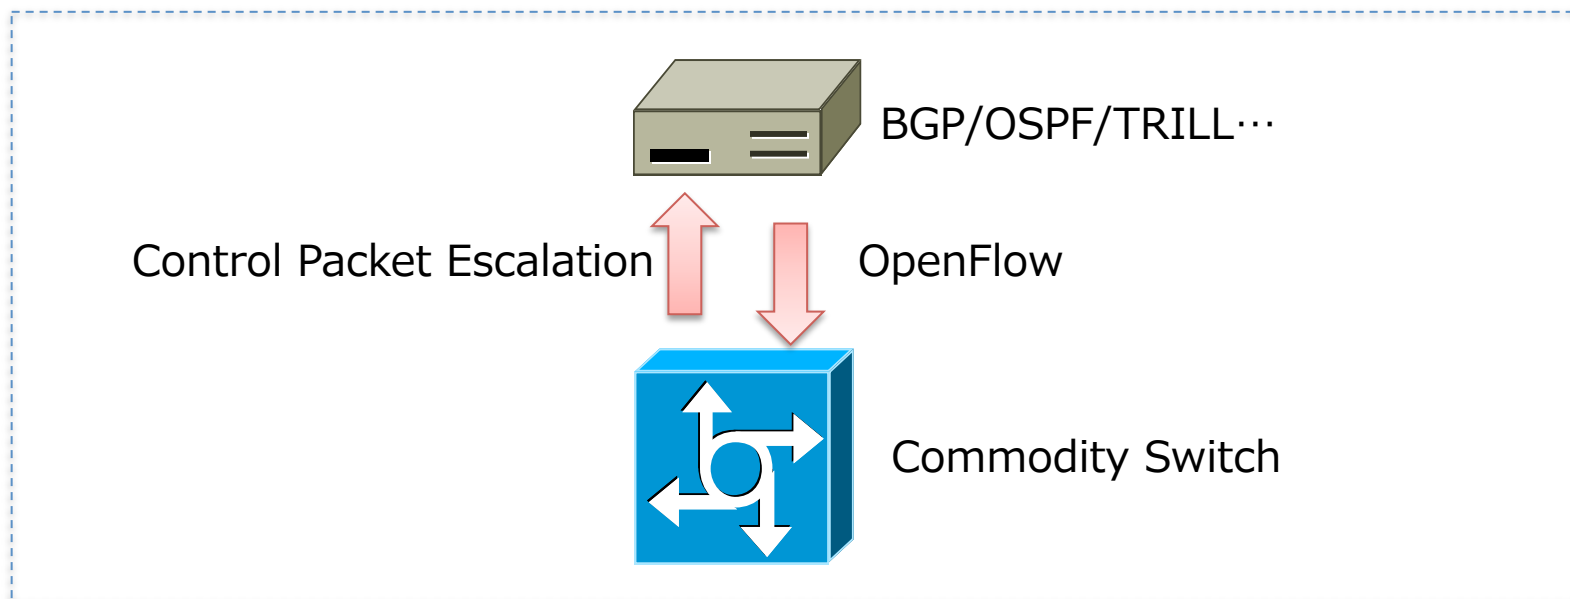 BGP/OSPF/TRILL…
Control Packet Escalation
OpenFlow
Commodity Switch